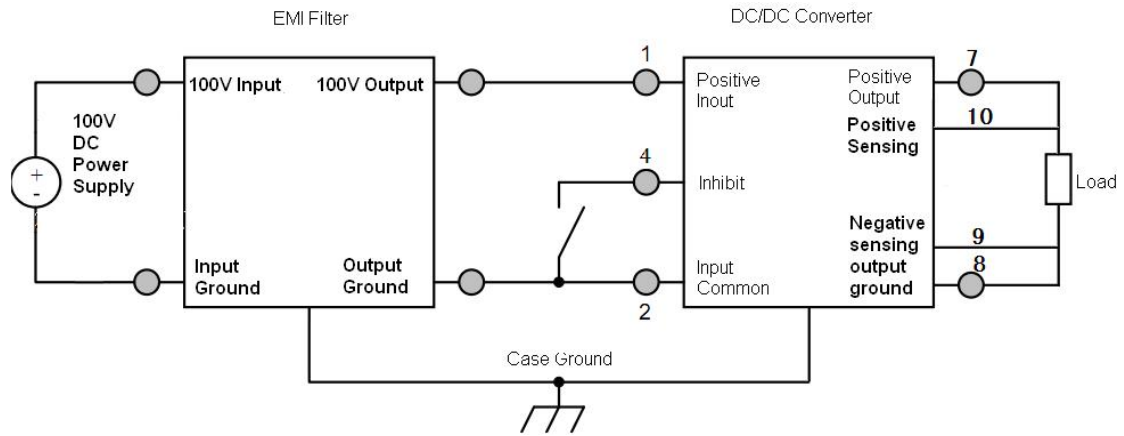 EMI Filter
DC/DC Converter
100V Input
100V Output
1
Positive
Inout
Positive
Output
7
10
Positive
Sensing
100V
DC
Power
Supply
+
-
4
Inhibit
Load
Input
Ground
Output
Ground
2
Input
Common
Negative
sensing
output
ground
9
8
Case Ground